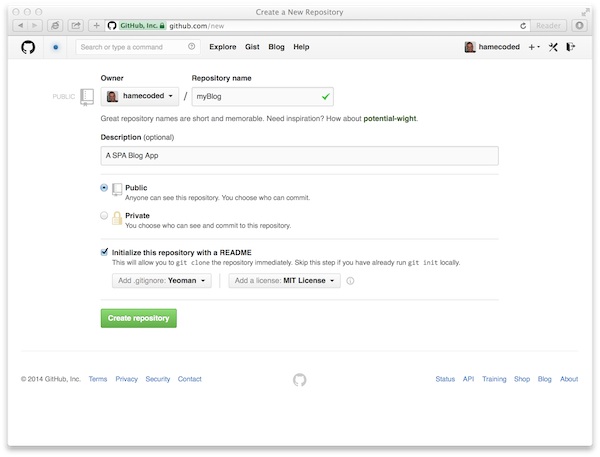 Create a New Repository
GitHub, Inc. github.com/new Reader
Search or type a command Explore Gist Blog Help hamecoded
Owner Repository name
PUBLIC hamecoded / myBlog
Great repository names are short and memorable. Need inspiration? How about potential-wight.
Description (optional)
A SPA Blog App
Public
Anyone can see this repository. You choose who can commit.
Private
You choose who can see and commit to this repository.
Initialize this repository with a README
This will allow you to git clone the repository immediately. Skip this step if you have already run git init locally.
Add .gitignore: Yeoman Add a license: MIT License
Create repository
© 2014 GitHub, Inc. Terms Privacy Security Contact Status API Training Shop Blog About